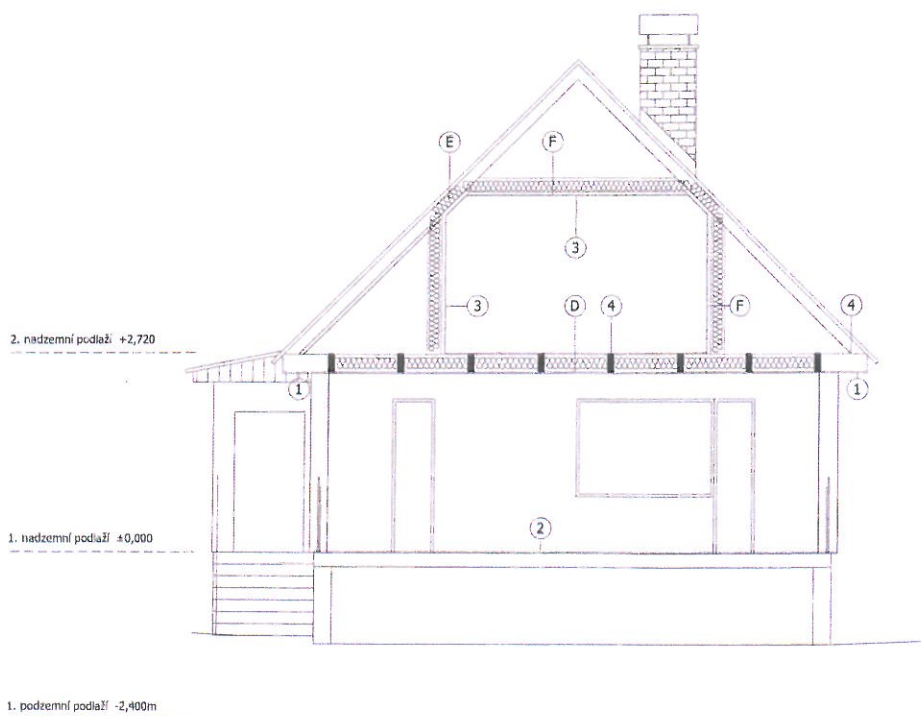 E
F
3
3
D
4
F
4
2. nadzemní podlaží +2,720
1
1
1. nadzemní podlaží ±0,000
2
1. podzemní podlaží -2,400m